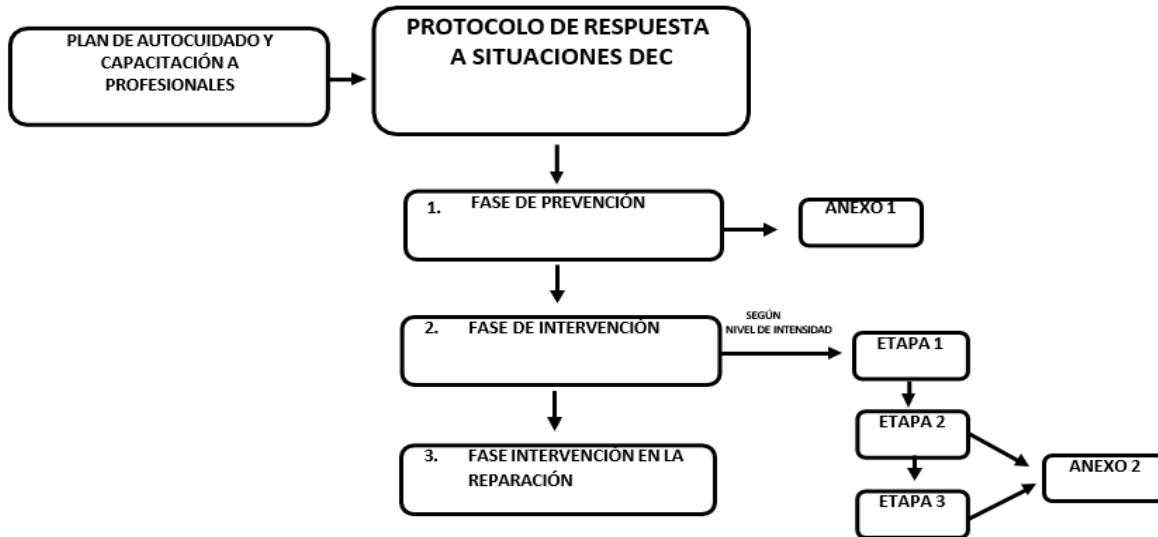 PLAN DE AUTOCUIDADO Y
CAPACITACIÓN A
PROFESIONALES
PROTOCOLO DE RESPUESTA
A SITUACIONES DEC
1. FASE DE PREVENCIÓN
ANEXO 1
2. FASE DE INTERVENCIÓN
SEGÚN
NIVEL DE INTENSIDAD
ETAPA 1
ETAPA 2
3. FASE INTERVENCIÓN EN LA
REPARACIÓN
ANEXO 2
ETAPA 3